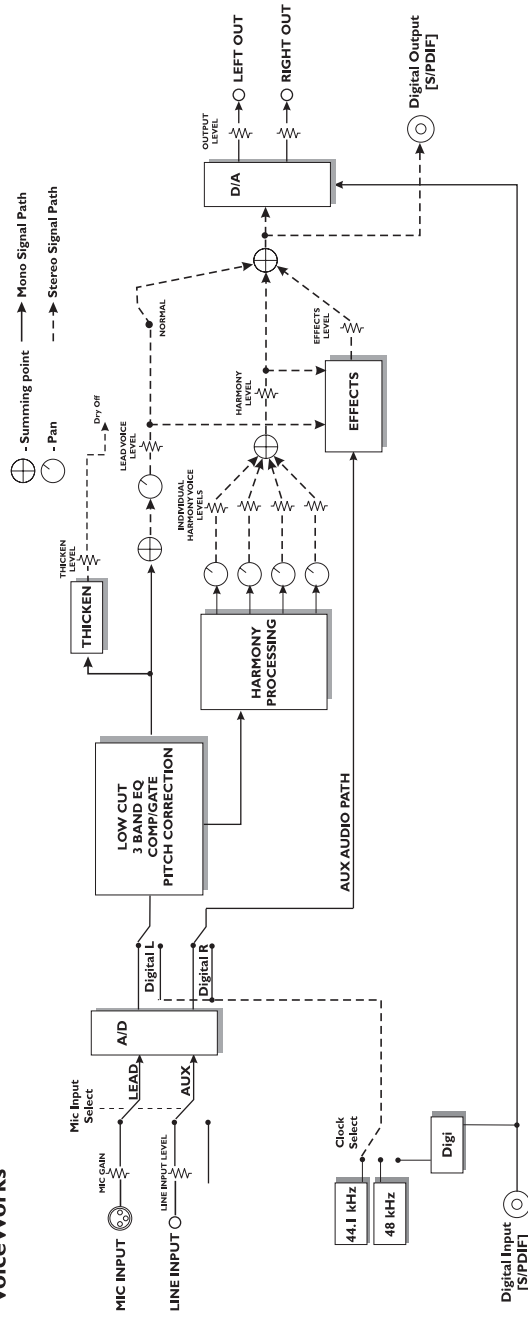 VoiceWorks
- Summing point
Mono Signal Path
- Pan
Stereo Signal Path
MIC INPUT
MIC GAIN
LINE INPUT
LINE INPUT LEVEL
Mic Input
Select
LEAD
AUX
A/D
Digital L
Digital R
LOW CUT
3 BAND EQ
COMP/GATE
PITCH CORRECTION
THICKEN
THICKEN
LEVEL
Dry Off
LEAD VOICE
LEVEL
NORMAL
HARMONY
PROCESSING
INDIVIDUAL
HARMONY VOICE
LEVELS
HARMONY
LEVEL
EFFECTS
EFFECTS
LEVEL
AUX AUDIO PATH
D/A
OUTPUT
LEVEL
LEFT OUT
RIGHT OUT
Digital Output
[S/PDIF]
Clock
Select
44.1 kHz
48 kHz
Digi
Digital Input
[S/PDIF]